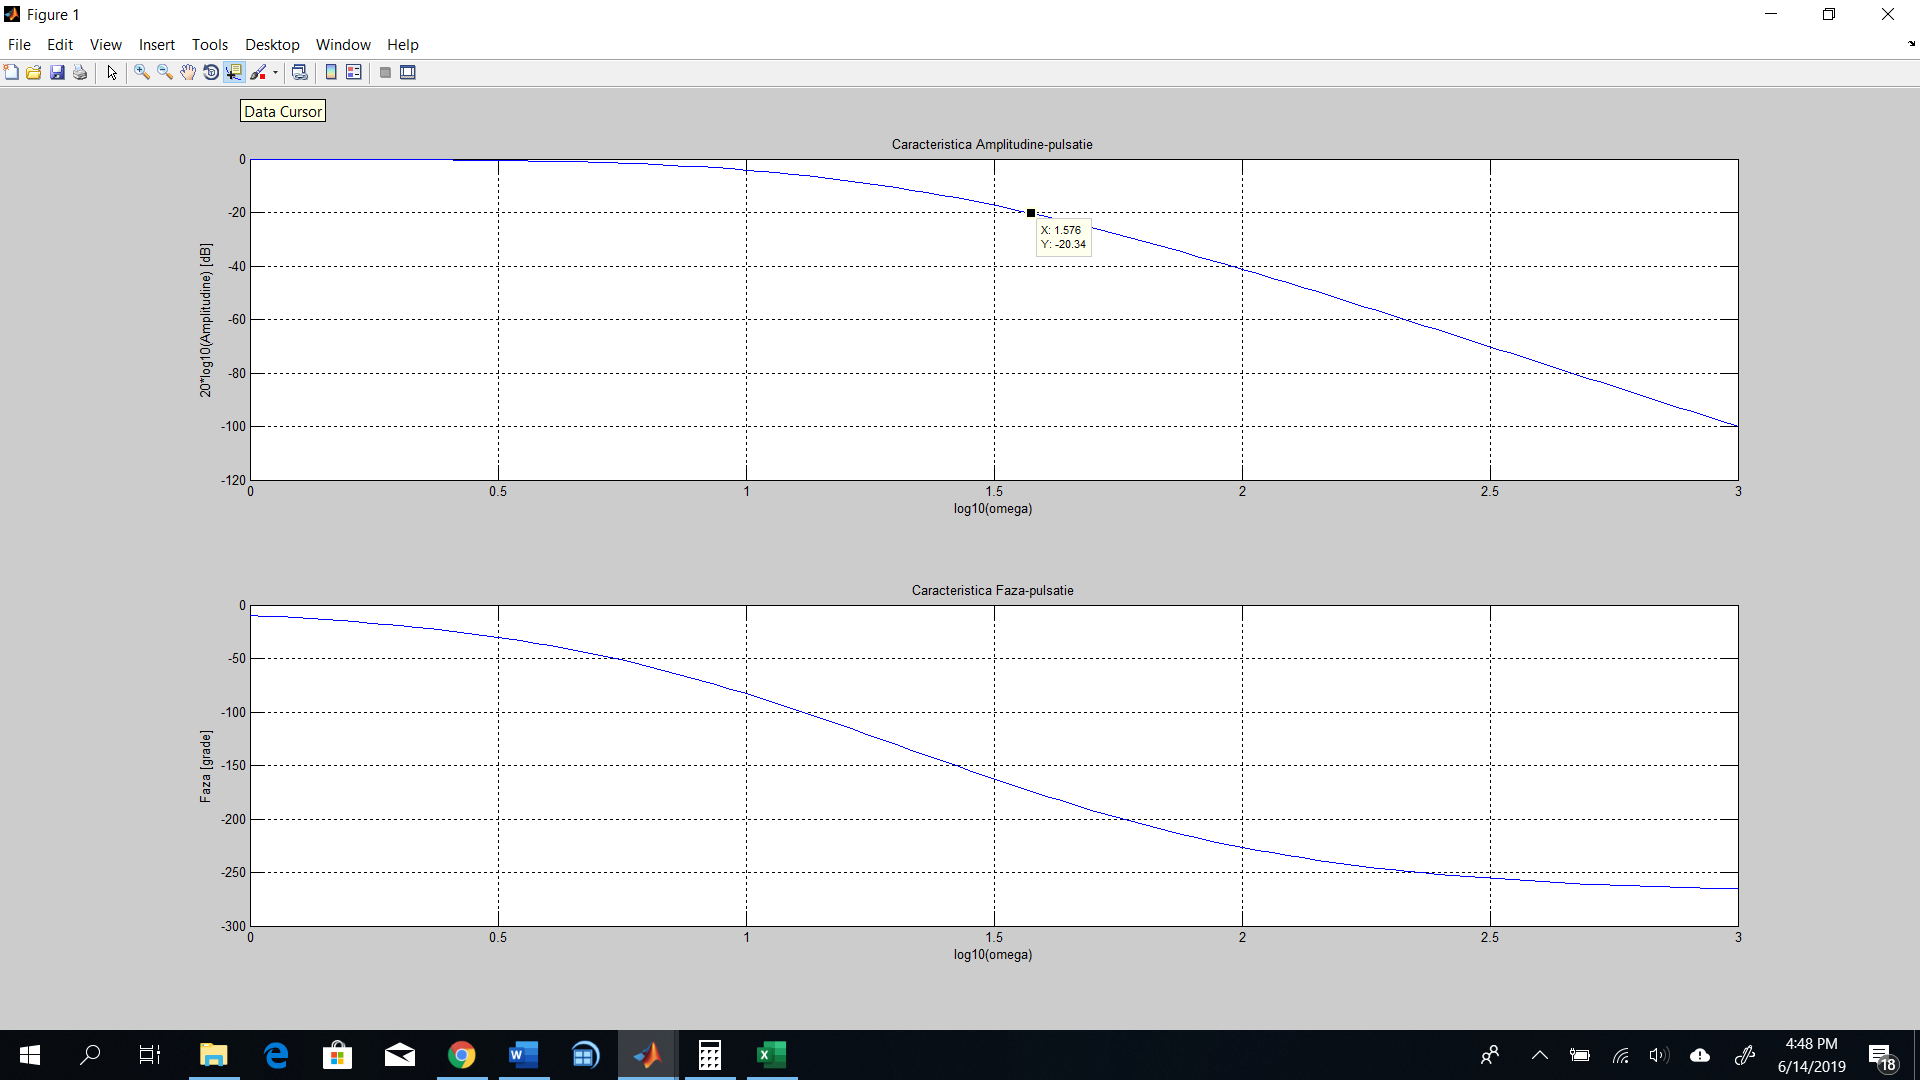 Figure 1
File Edit View Insert Tools Desktop Window Help
Data Cursor
Caracteristica Amplitudine-pulsatie
20*log10(Amplitudine) [dB]
0
-20
-40
-60
-80
-100
-120
X: 1.576
Y: -20.34
0 0.5 1 1.5 2 2.5 3
log10(omega)
Caracteristica Faza-pulsatie
Faza [grade]
0
-50
-100
-150
-200
-250
-300
0 0.5 1 1.5 2 2.5 3
log10(omega)
4:48 PM
6/14/2019
18